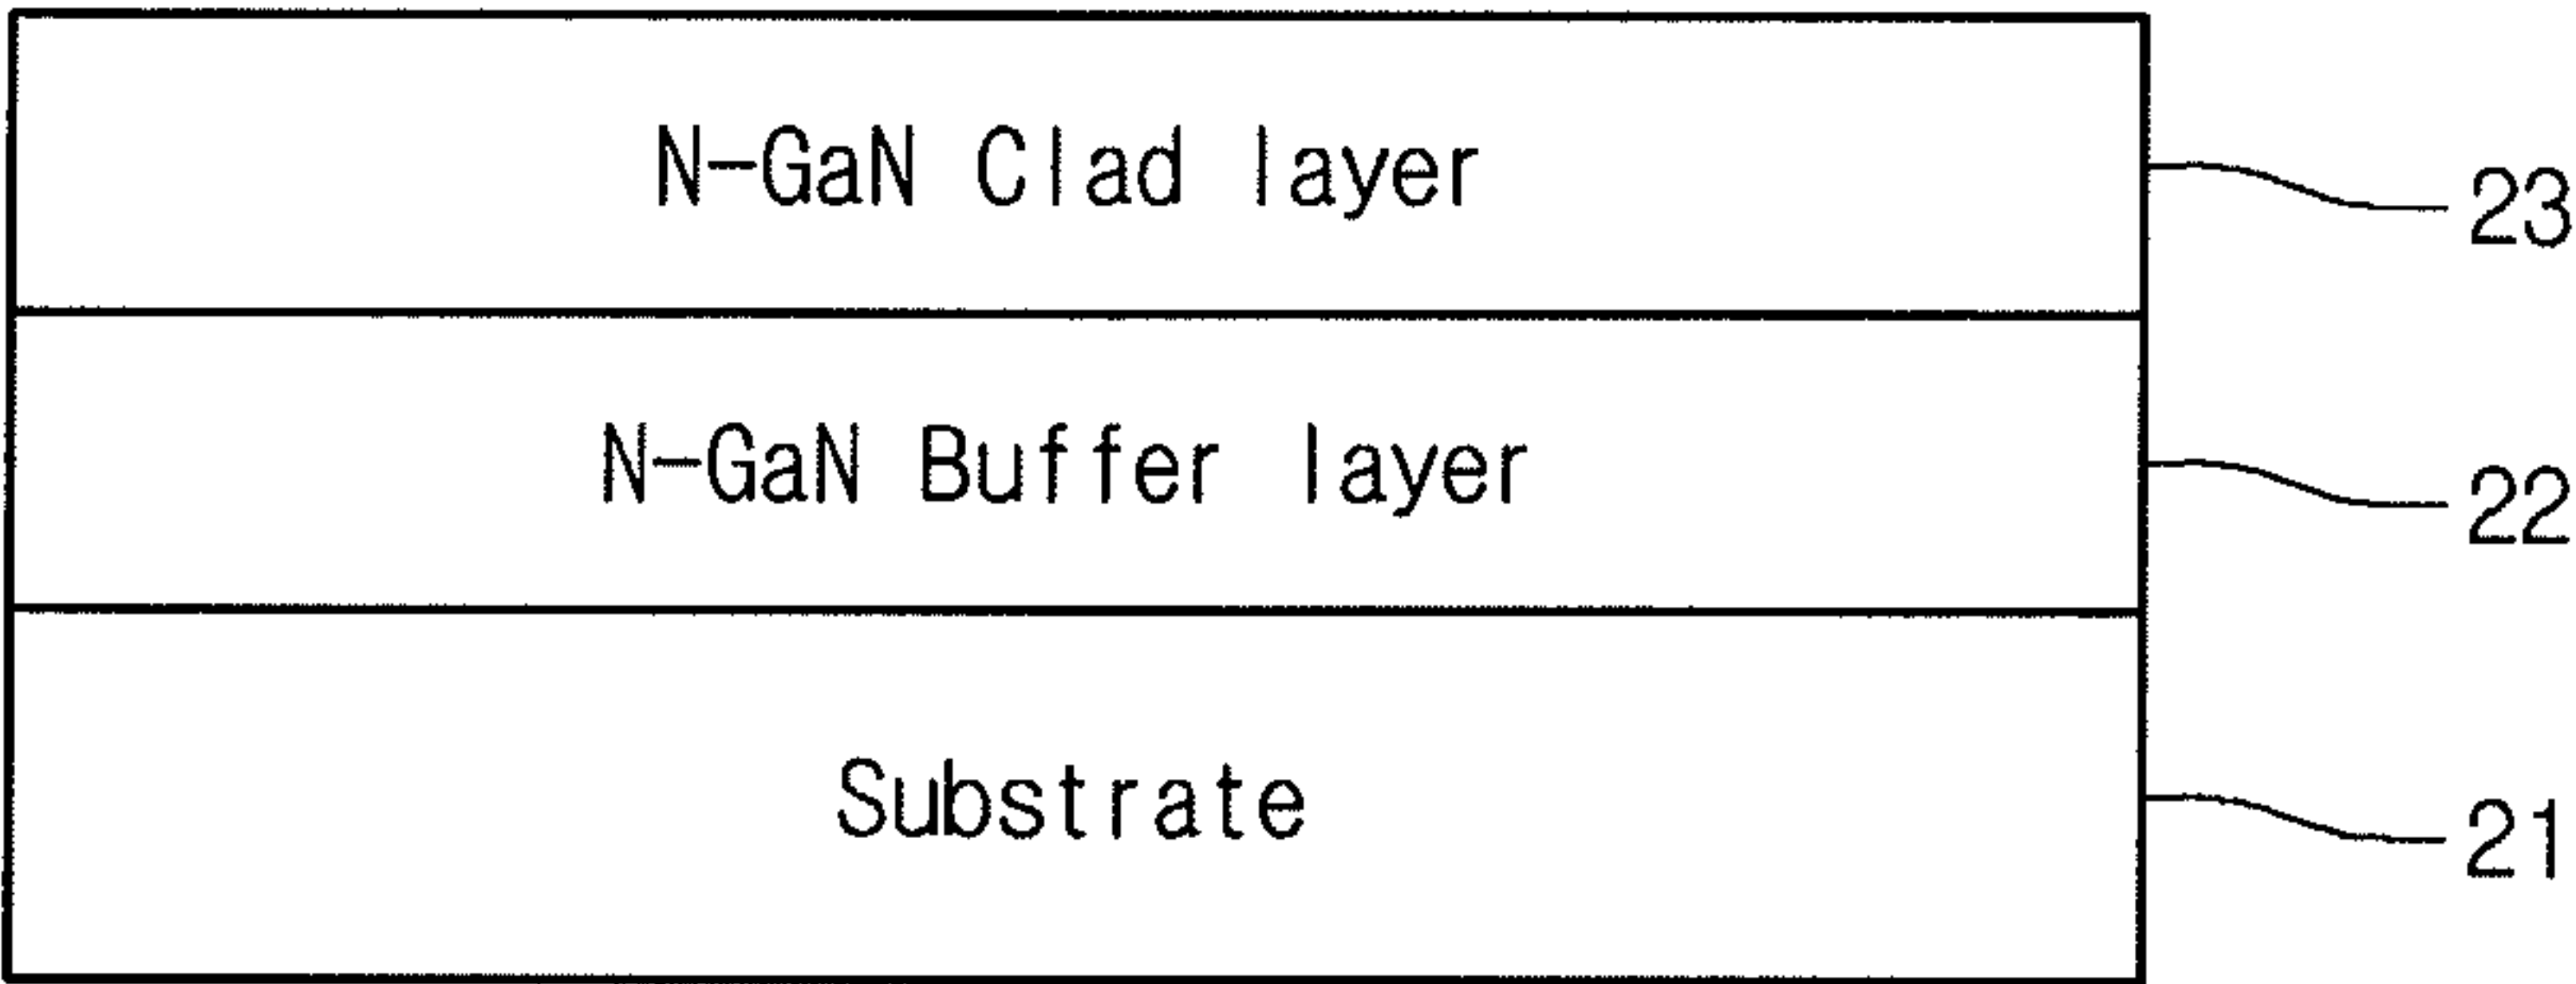 N-GaN Clad layer
23
N-GaN Buffer layer
22
Substrate
21